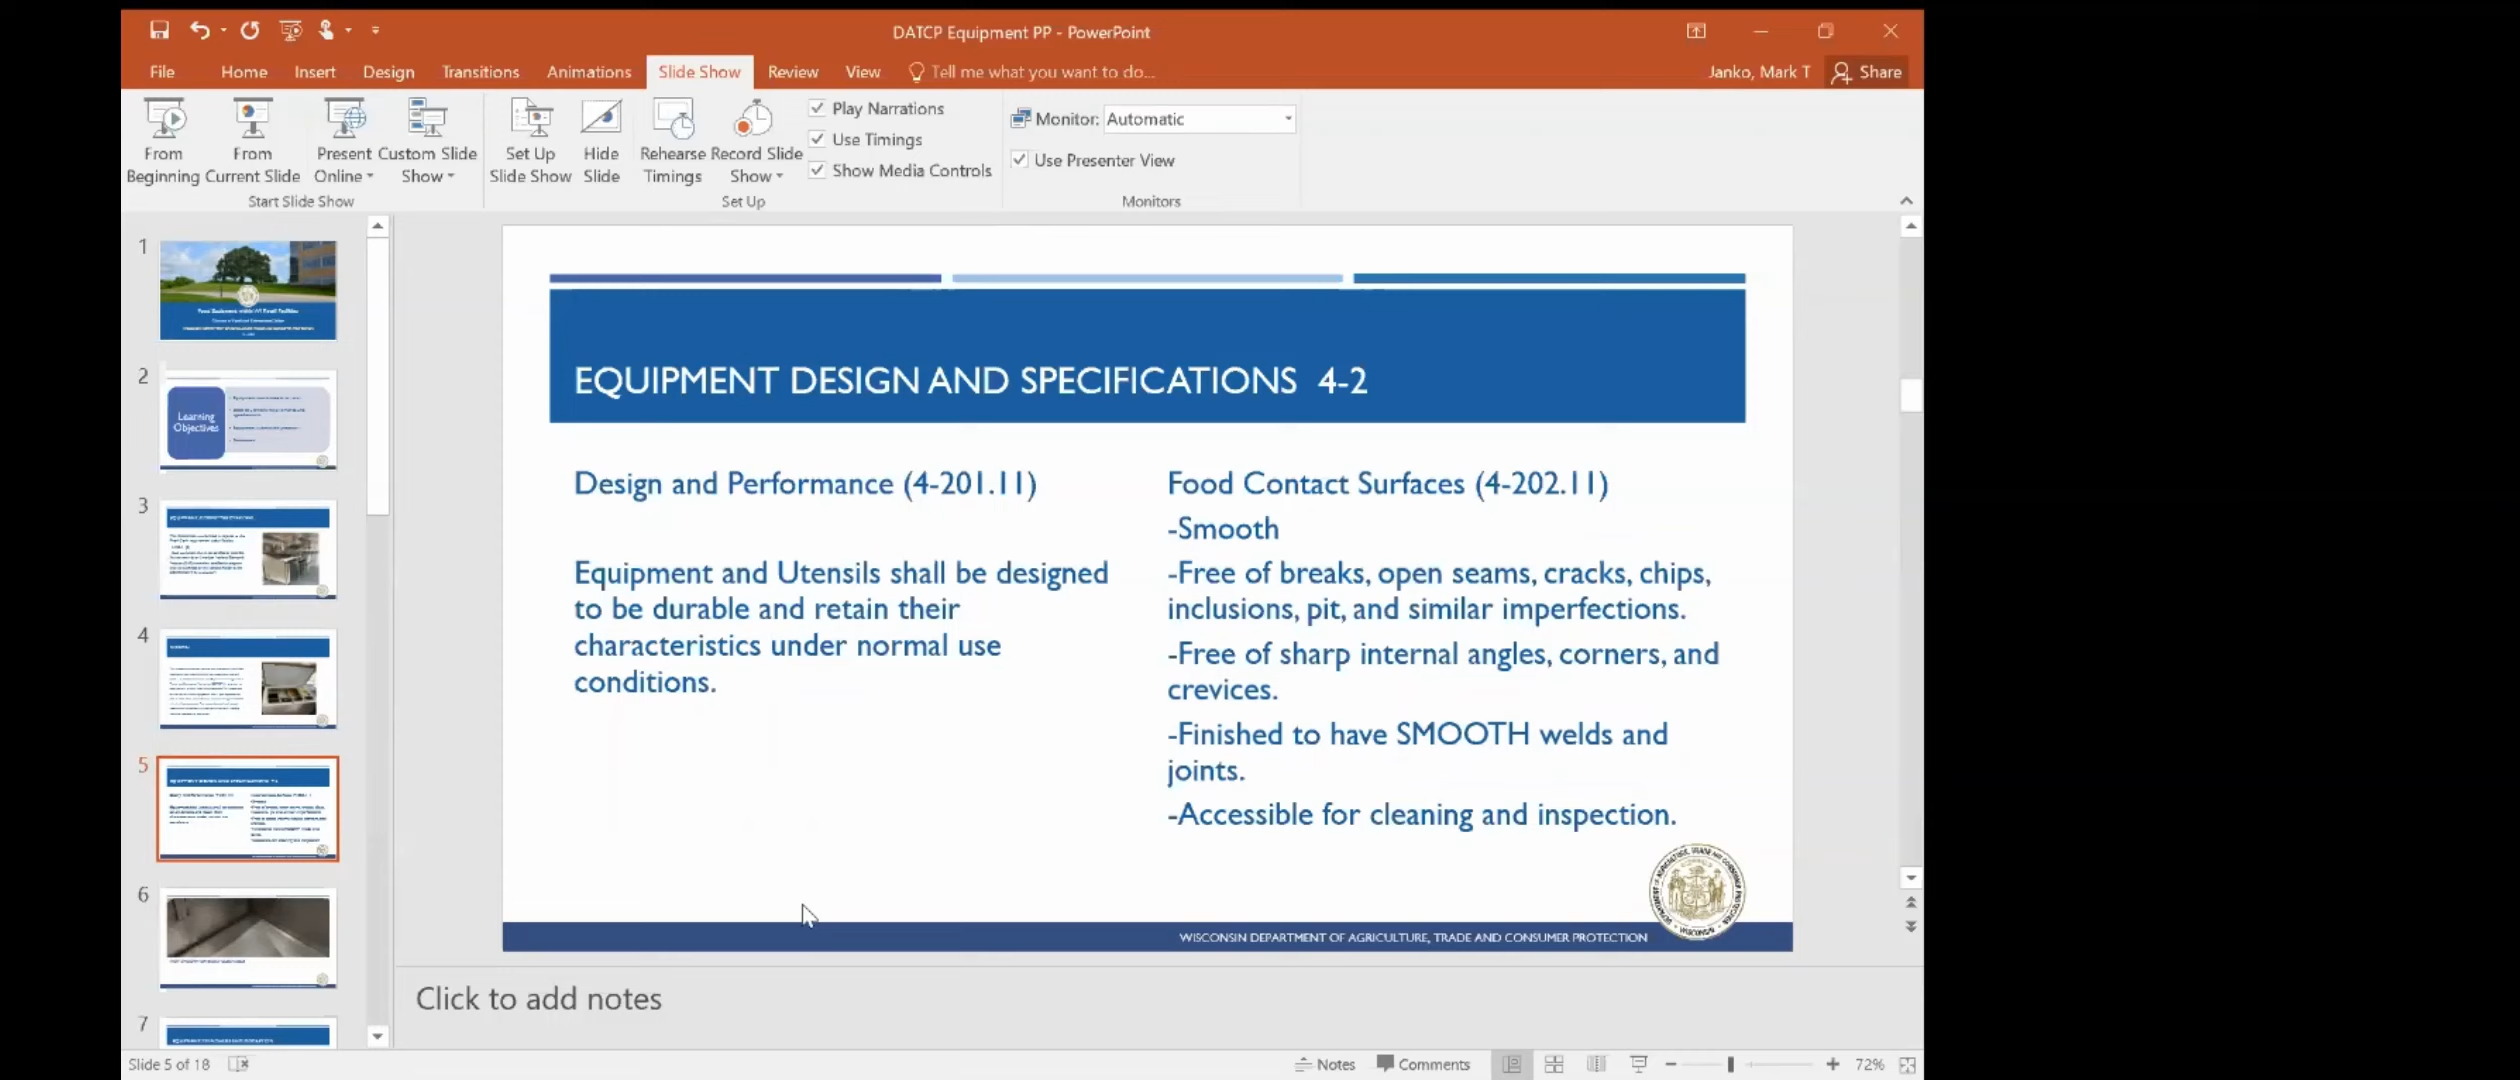 DATCP Equipment PP - PowerPoint
File Home Insert Design Transitions Animations Slide Show Review View Tell me what you want to do... Janko, Mark T Share
From Beginning
From Current Slide
Present Online
Custom Slide Show
Start Slide Show
Set Up Slide Show
Hide Slide
Rehearse Timings
Record Slide Show
Play Narrations
Use Timings
Show Media Controls
Set Up
Monitor: Automatic
Use Presenter View
Monitors
1
2
Learning
Objectives
3
4
5
6
7
EQUIPMENT DESIGN AND SPECIFICATIONS 4-2
Design and Performance (4-201.11)
Equipment and Utensils shall be designed
to be durable and retain their
characteristics under normal use
conditions.
Food Contact Surfaces (4-202.11)
-Smooth
-Free of breaks, open seams, cracks, chips,
inclusions, pit, and similar imperfections.
-Free of sharp internal angles, corners, and
crevices.
-Finished to have SMOOTH welds and
joints.
-Accessible for cleaning and inspection.
WISCONSIN DEPARTMENT OF AGRICULTURE, TRADE AND CONSUMER PROTECTION
Click to add notes
Slide 5 of 18 Notes Comments 72%